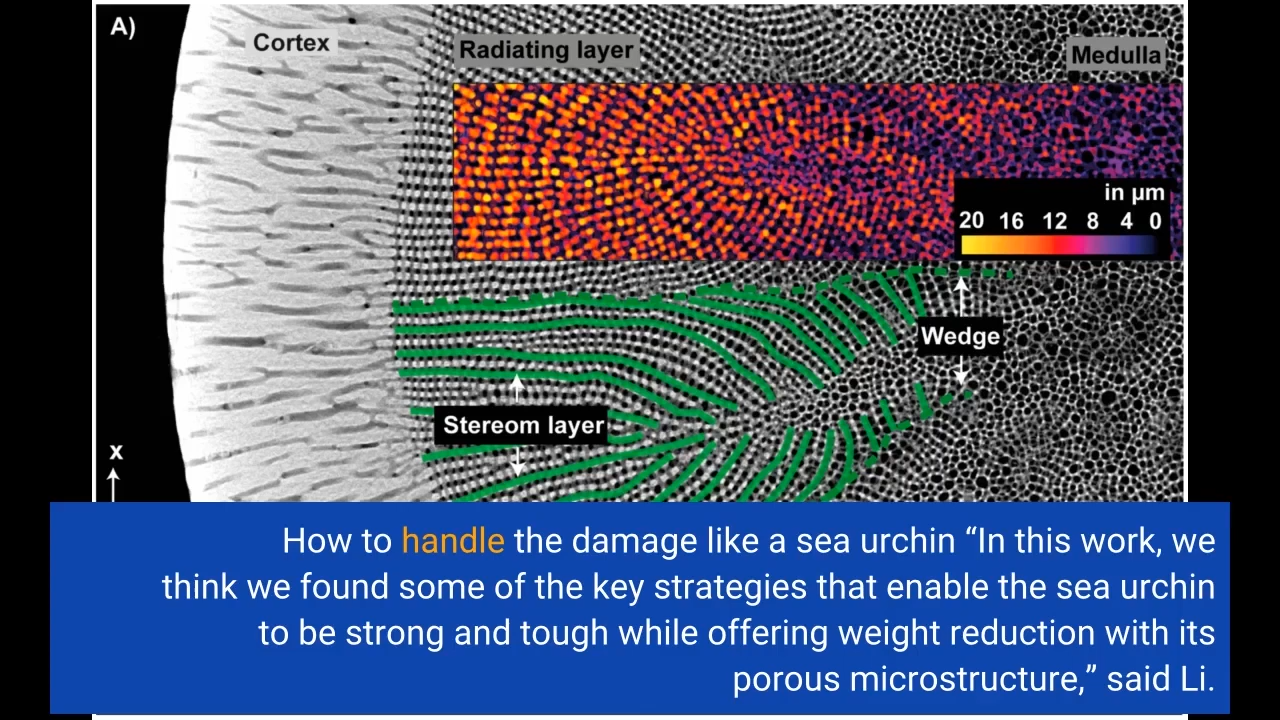 A)
Cortex
Radiating layer
Medulla
in μm
20 16 12 8 4 0
Wedge
Stereom layer
x
How to handle the damage like a sea urchin “In this work, we
think we found some of the key strategies that enable the sea urchin
to be strong and tough while offering weight reduction with its
porous microstructure,” said Li.